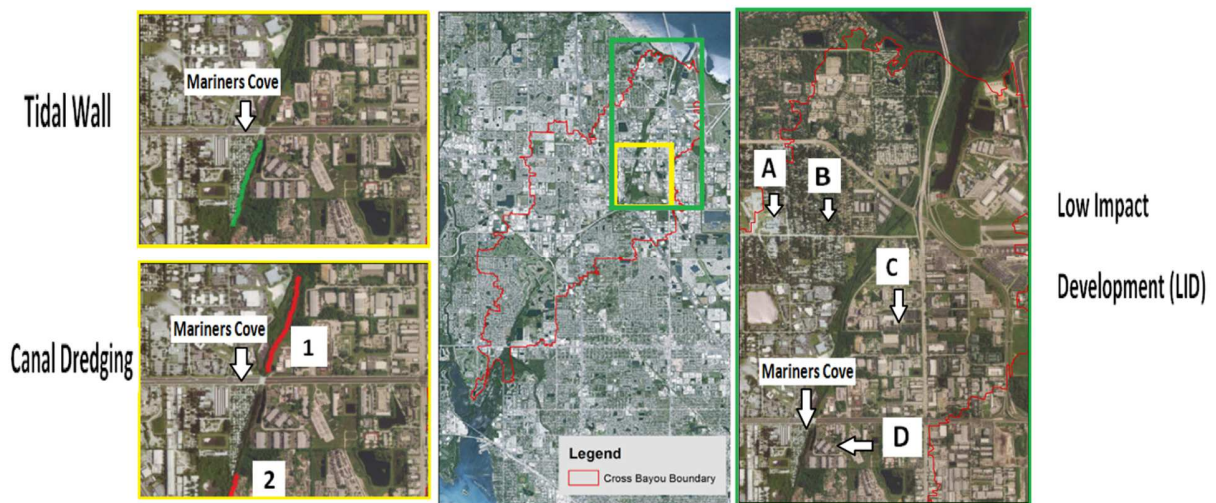 Tidal Wall
Mariners Cove
Canal Dredging
Mariners Cove
1
2
Legend
Cross Bayou Boundary
A
B
C
Mariners Cove
D
Low Impact
Development (LID)